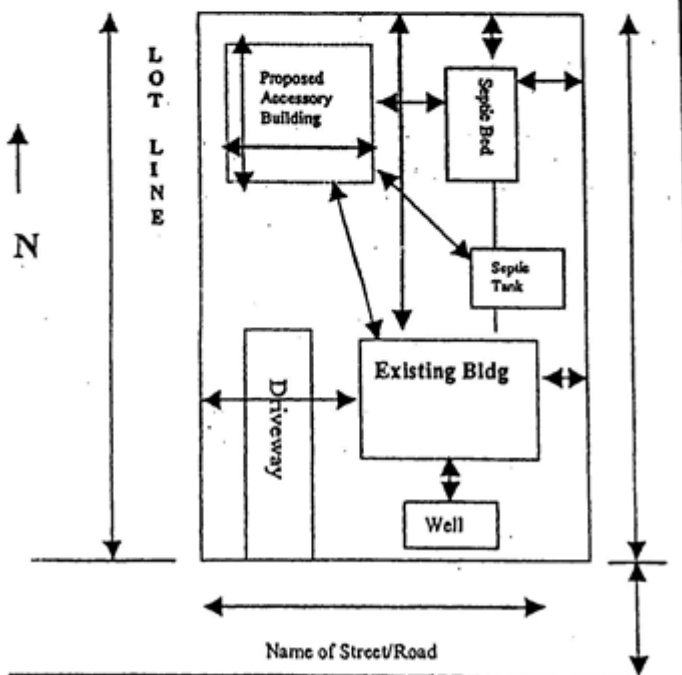 LOT LINE
N
Proposed
Accessory
Building
Septic Bed
Septic
Tank
Existing Bldg
Driveway
Well
Name of Street/Road